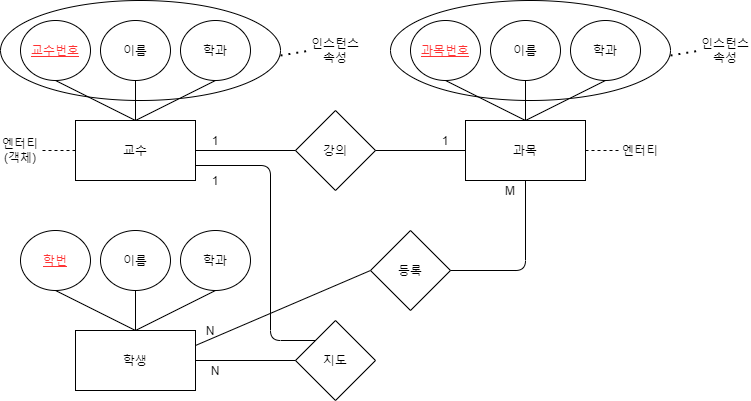 교수번호
이름
학과
인스턴스
속성
과목번호
이름
학과
인스턴스
속성
엔터티
(객체)
교수
1
강의
1
과목
엔터티
1
M
학번
이름
학과
등록
N
학생
N
지도